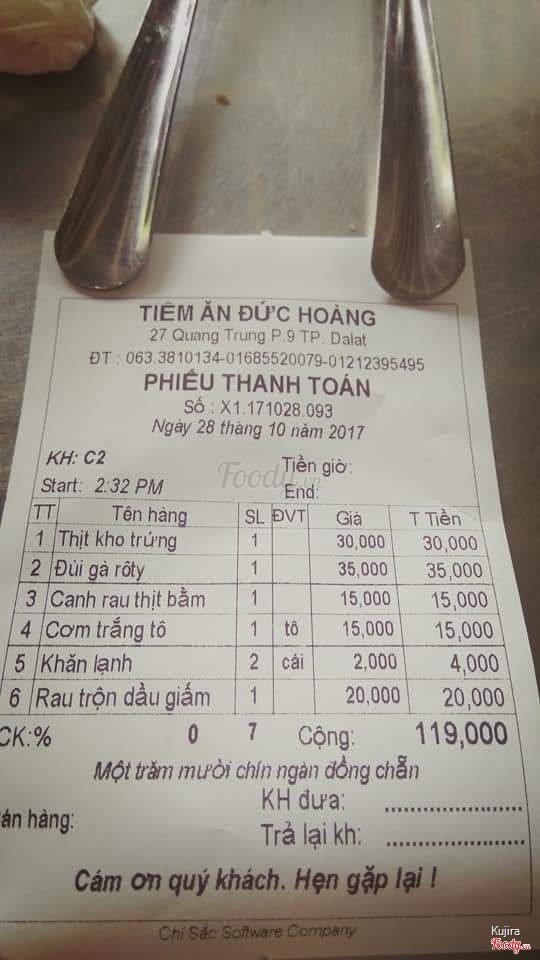 TIÊM ĂN ĐỨC HOÀNG
27 Quang Trung P.9 TP. Dalat
ĐT : 063.3810134-01685520079-01212395495
PHIẾU THANH TOÁN
Số : X1.171028.093
Ngày 28 tháng 10 năm 2017
KH: C2 Tiền giờ:
Foody.vn
Start: 2:32 PM End:
TT Tên hàng SL ĐVT Giá T Tiền
1 Thịt kho trứng 1 30,000 30,000
2 Đùi gà rôty 1 35,000 35,000
3 Canh rau thịt bằm 1 15,000 15,000
4 Cơm trắng tô 1 tô 15,000 15,000
5 Khăn lạnh 2 cái 2,000 4,000
6 Rau trộn dầu giấm 1 20,000 20,000
CK:% 0 7 Cộng: 119,000
Một trăm mười chín ngàn đồng chẵn
KH đưa: ........................
án hàng:
Trả lại kh: ........................
Cám ơn quý khách. Hẹn gặp lại !
Chí Sắc Software Company
Kujira
Foody.vn